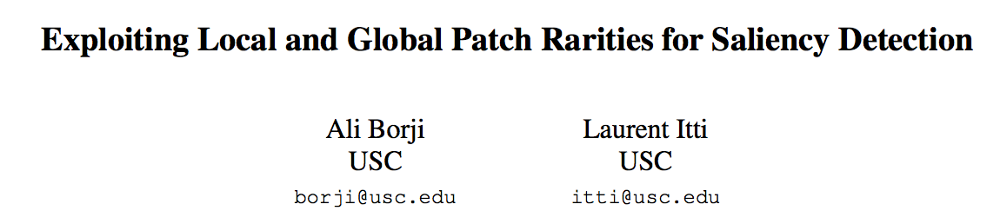 Exploiting Local and Global Patch Rarities for Saliency Detection
Ali Borji
USC
borji@usc.edu
Laurent Itti
USC
itti@usc.edu